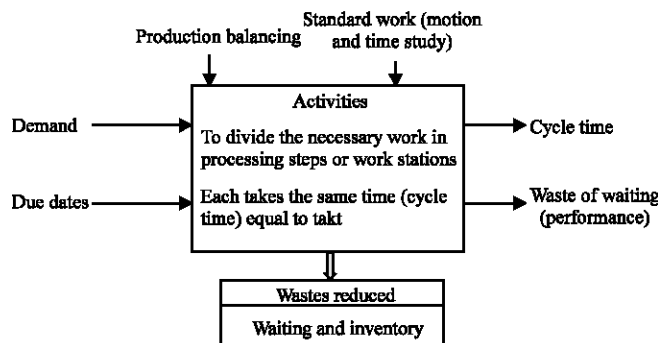 Production balancing
Standard work (motion
and time study)
Activities
Demand
To divide the necessary work in
processing steps or work stations
Cycle time
Due dates
Each takes the same time (cycle
time) equal to takt
Waste of waiting
(performance)
Wastes reduced
Waiting and inventory